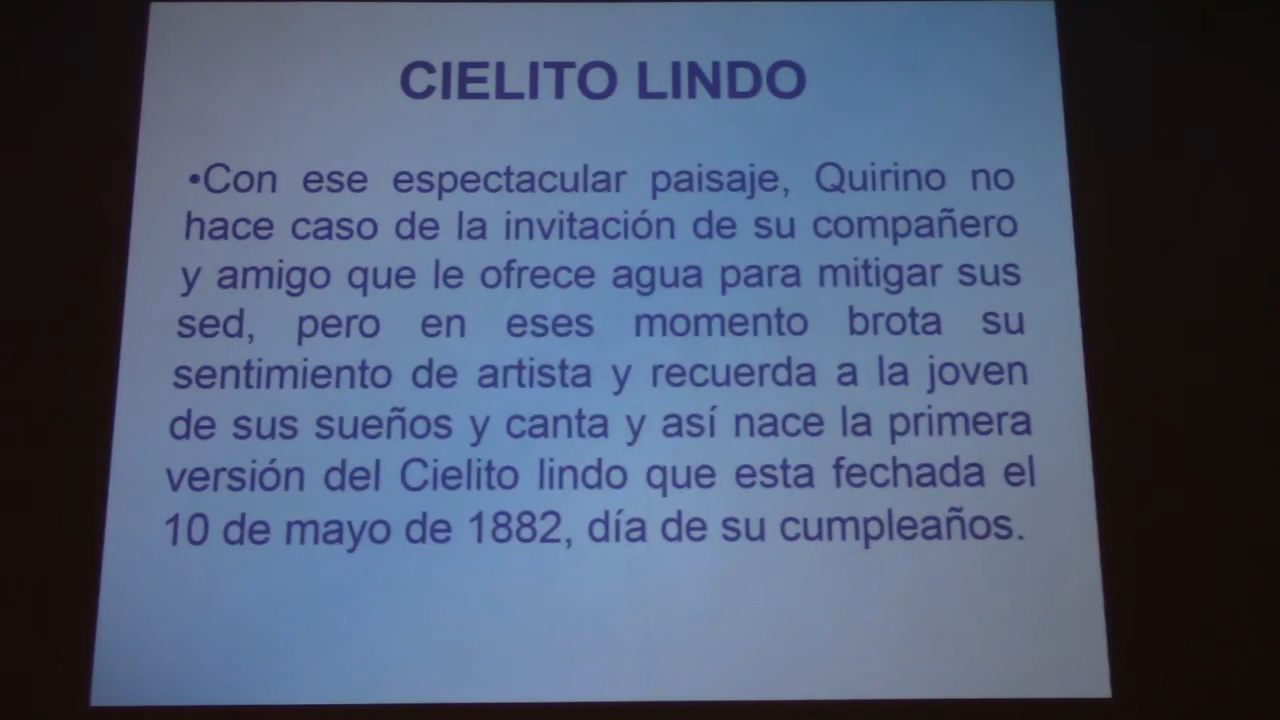 CIELITO LINDO
•Con ese espectacular paisaje, Quirino no
hace caso de la invitación de su compañero
y amigo que le ofrece agua para mitigar sus
sed, pero en eses momento brota su
sentimiento de artista y recuerda a la joven
de sus sueños y canta y así nace la primera
versión del Cielito lindo que esta fechada el
10 de mayo de 1882, día de su cumpleaños.